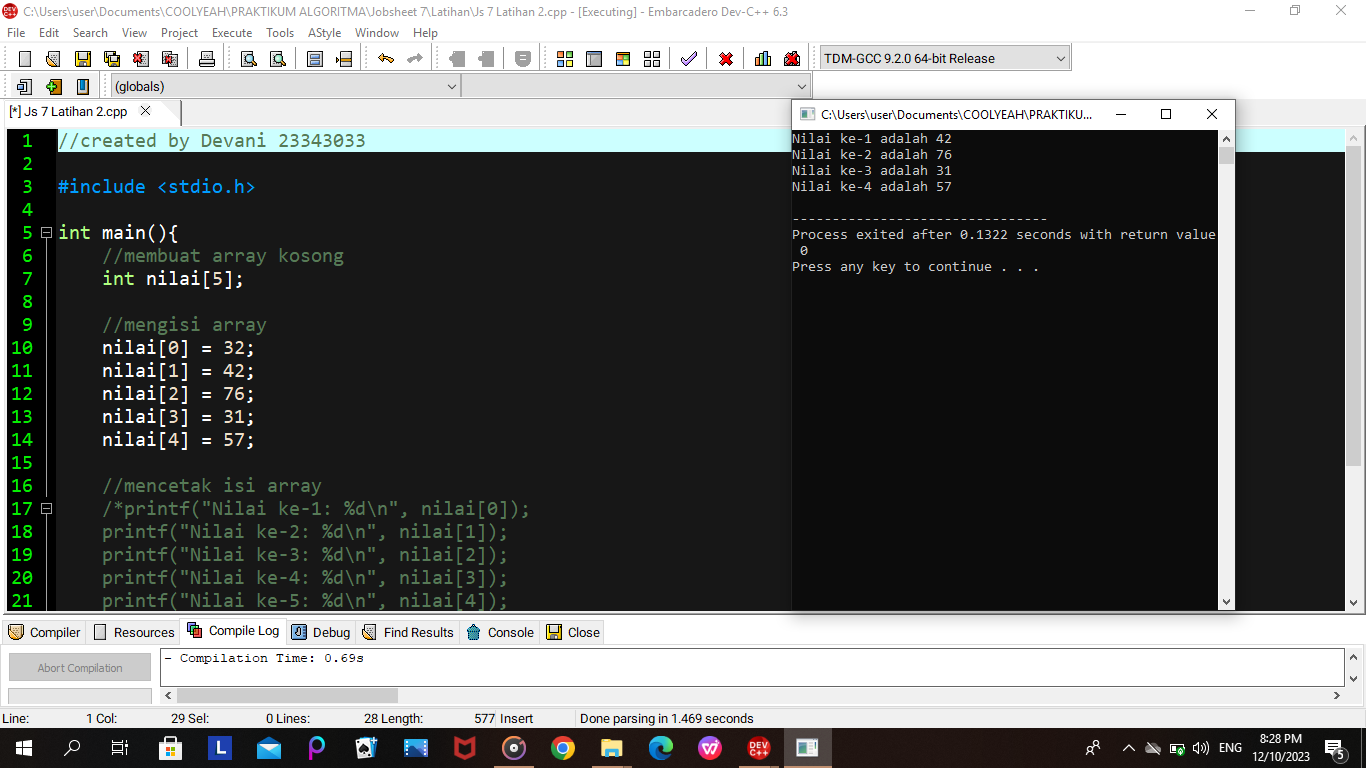 C:\Users\user\Documents\COOLYEAH\PRAKTIKUM ALGORITMA\Jobsheet 7\Latihan\Js 7 Latihan 2.cpp - [Executing] - Embarcadero Dev-C++ 6.3
File Edit Search View Project Execute Tools AStyle Window Help
TDM-GCC 9.2.0 64-bit Release
(globals)
[*] Js 7 Latihan 2.cpp
1 //created by Devani 23343033
2
3 #include <stdio.h>
4
5 int main(){
6 //membuat array kosong
7 int nilai[5];
8
9 //mengisi array
10 nilai[0] = 32;
11 nilai[1] = 42;
12 nilai[2] = 76;
13 nilai[3] = 31;
14 nilai[4] = 57;
15
16 //mencetak isi array
17 /*printf("Nilai ke-1: %d\n", nilai[0]);
18 printf("Nilai ke-2: %d\n", nilai[1]);
19 printf("Nilai ke-3: %d\n", nilai[2]);
20 printf("Nilai ke-4: %d\n", nilai[3]);
21 printf("Nilai ke-5: %d\n", nilai[4]);
C:\Users\user\Documents\COOLYEAH\PRAKTIKU...
Nilai ke-1 adalah 42
Nilai ke-2 adalah 76
Nilai ke-3 adalah 31
Nilai ke-4 adalah 57
--------------------------------
Process exited after 0.1322 seconds with return value
0
Press any key to continue . . .
Compiler Resources Compile Log Debug Find Results Console Close
Abort Compilation
- Compilation Time: 0.69s
Line: 1 Col: 29 Sel: 0 Lines: 28 Length: 577 Insert Done parsing in 1.469 seconds
L
DEV C++
ENG
8:28 PM
12/10/2023
5